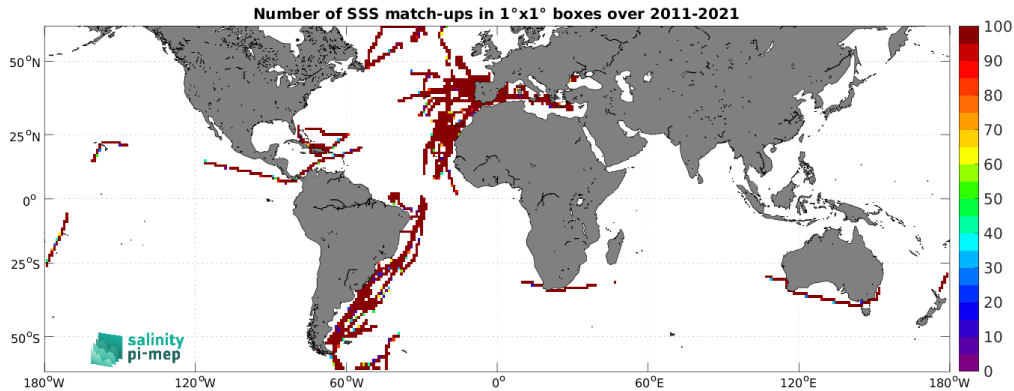 Number of SSS match-ups in 1°x1° boxes over 2011-2021
100
90
80
70
60
50
40
30
20
10
0
50°N
25°N
0°
25°S
50°S
salinity
pi-mep
180°W 120°W 60°W 0° 60°E 120°E 180°W